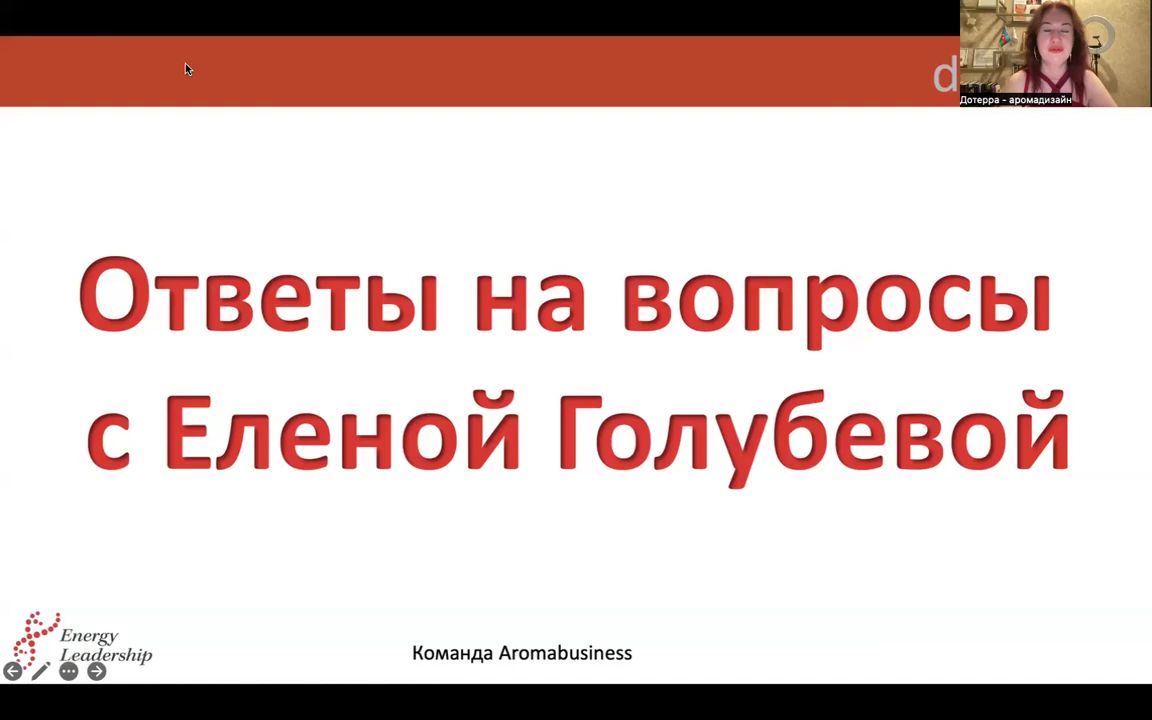 d
Дотерра - аромадизайн
Ответы на вопросы
с Еленой Голубевой
Energy
Leadership
Команда Aromabusiness